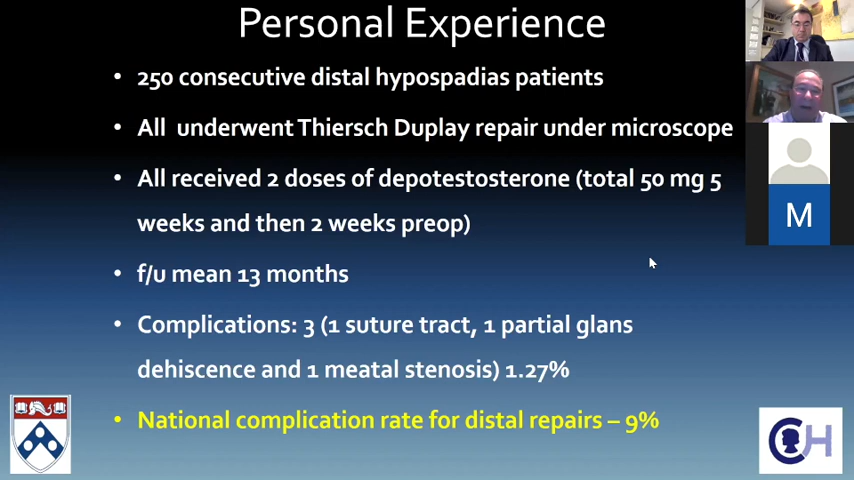 Personal Experience
• 250 consecutive distal hypospadias patients
• All underwent Thiersch Duplay repair under microscope
• All received 2 doses of depotestosterone (total 50 mg 5
weeks and then 2 weeks preop)
• f/u mean 13 months
• Complications: 3 (1 suture tract, 1 partial glans
dehiscence and 1 meatal stenosis) 1.27%
• National complication rate for distal repairs – 9%
M
CH